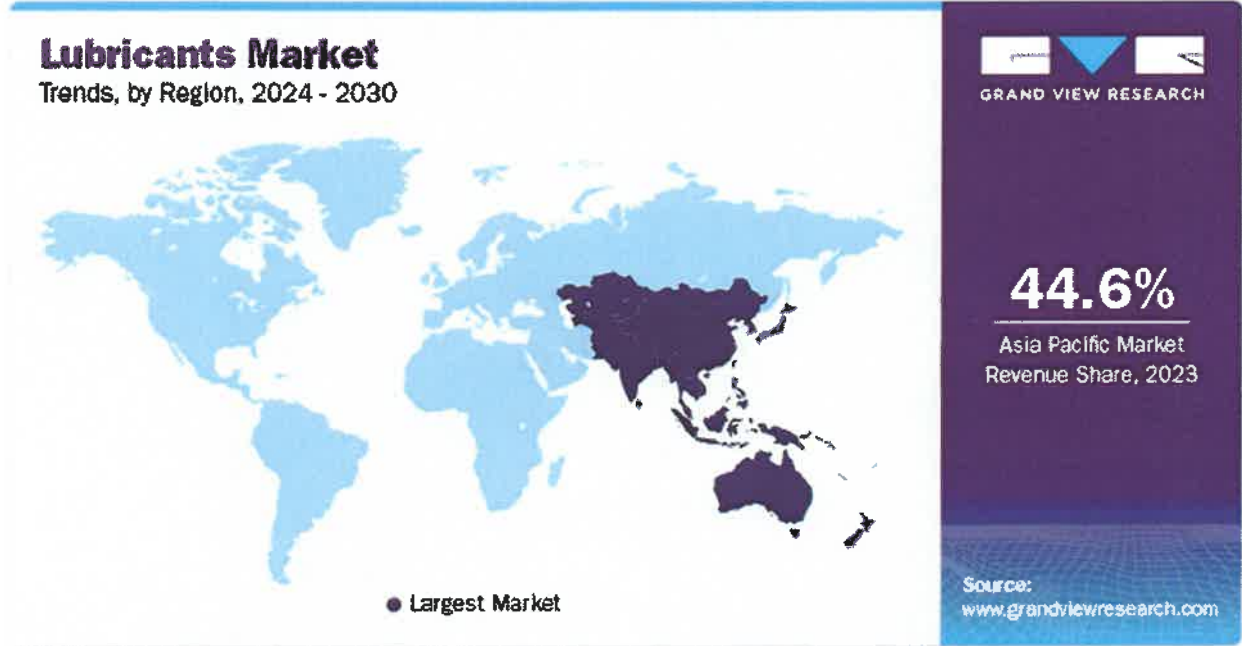 Lubricants Market
Trends, by Region, 2024 - 2030
GRAND VIEW RESEARCH
44.6%
Asia Pacific Market
Revenue Share, 2023
Largest Market
Source:
www.grandviewresearch.com